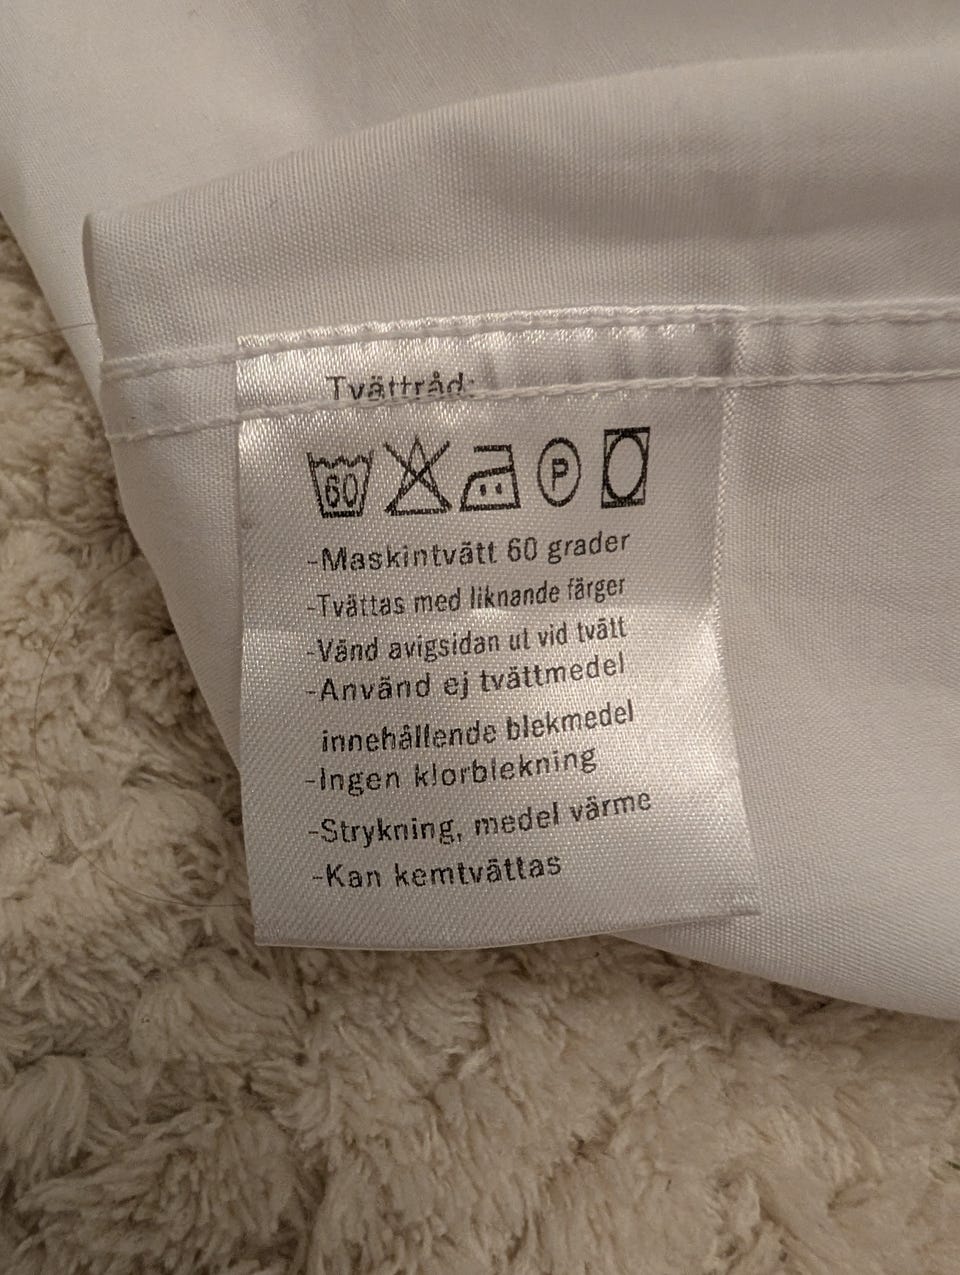 Tvättråd:
60 P
-Maskintvätt 60 grader
-Tvättas med liknande färger
-Vänd avigsidan ut vid tvätt
-Använd ej tvättmedel
innehållende blekmedel
-Ingen klorblekning
-Strykning, medel värme
-Kan kemtvättas